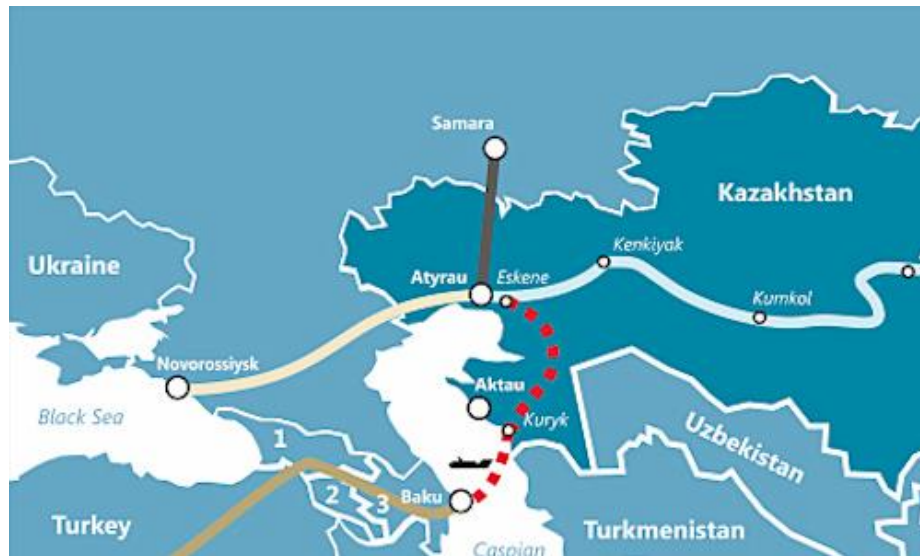 Samara
Kazakhstan
Ukraine
Kenkiyak
Atyrau
Eskene
Kumkol
Novorossiysk
Aktau
Black Sea
Kuryk
Uzbekistan
1
2
3
Baku
Turkey
Turkmenistan
Caspian